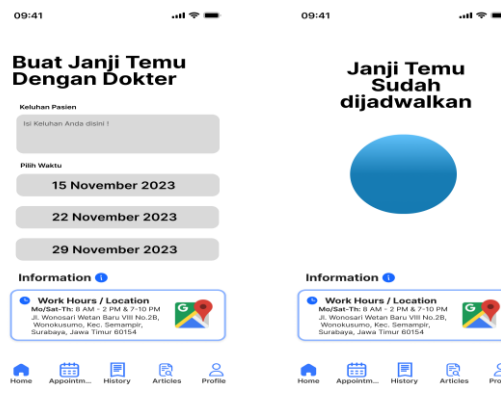 09:41
Buat Janji Temu
Dengan Dokter
Keluhan Pasien
Isi Keluhan Anda disini !
Pilih Waktu
15 November 2023
22 November 2023
29 November 2023
Information
Work Hours / Location
Mo/Sat-Th: 8 AM - 2 PM & 7-10 PM
Jl. Wonosari Wetan Baru VIII No.2B,
Wonokusumo, Kec. Semampir,
Surabaya, Jawa Timur 60154
G
Home Appointm... History Articles Profile
09:41
Janji Temu
Sudah
dijadwalkan
Information
Work Hours / Location
Mo/Sat-Th: 8 AM - 2 PM & 7-10 PM
Jl. Wonosari Wetan Baru VIII No.2B,
Wonokusumo, Kec. Semampir,
Surabaya, Jawa Timur 60154
G
Home Appointm... History Articles Pro